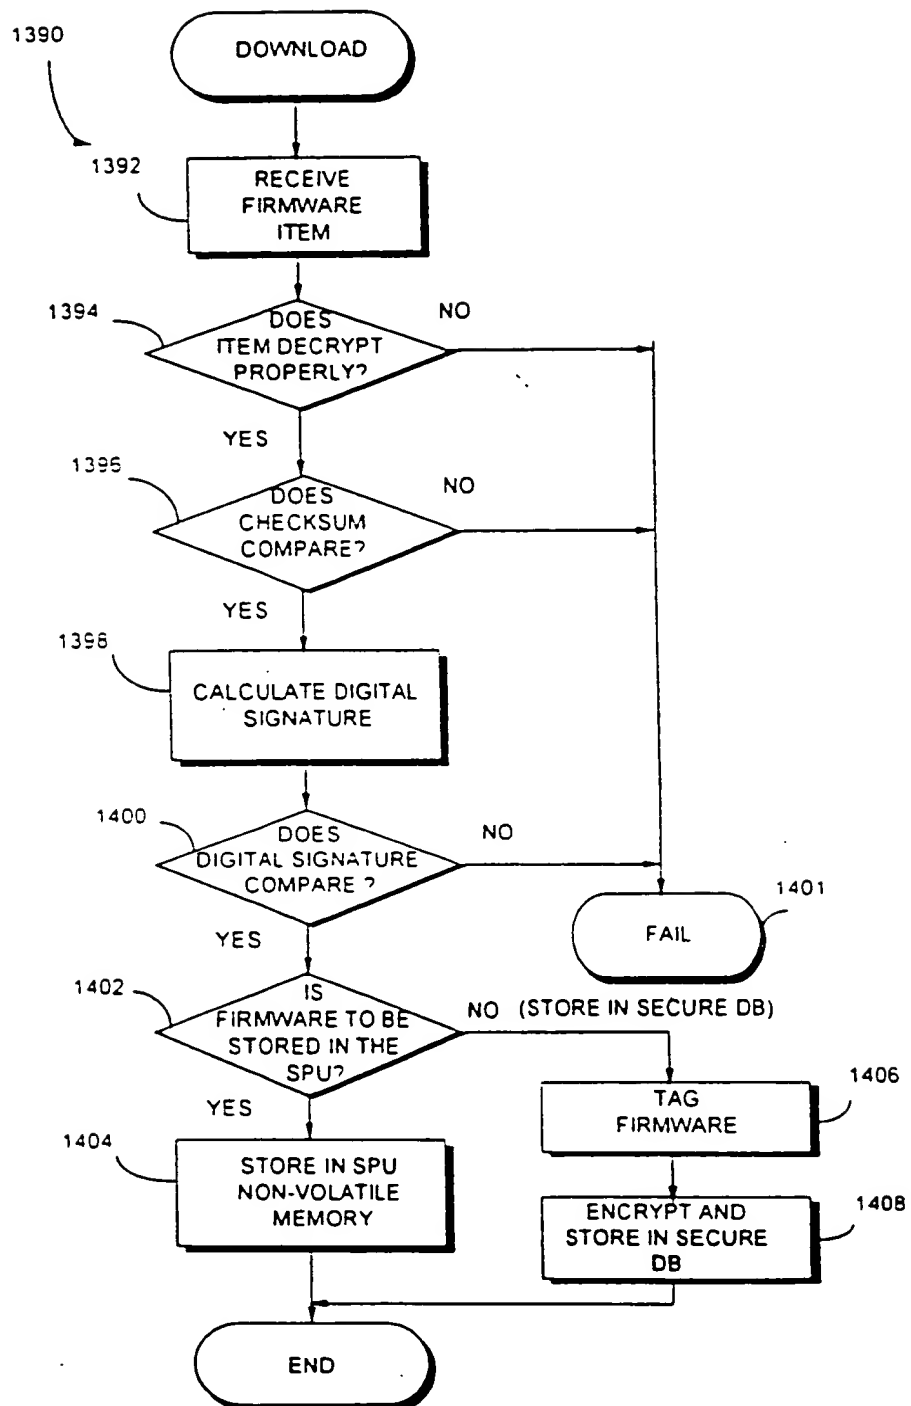 1390
DOWNLOAD
1392
RECEIVE
FIRMWARE
ITEM
1394
DOES
ITEM DECRYPT
PROPERLY?
NO
YES
1396
DOES
CHECKSUM
COMPARE?
NO
YES
1398
CALCULATE DIGITAL
SIGNATURE
1400
DOES
DIGITAL SIGNATURE
COMPARE ?
NO
1401
FAIL
YES
1402
IS
FIRMWARE TO BE
STORED IN THE
SPU?
NO (STORE IN SECURE DB)
YES
1406
TAG
FIRMWARE
1404
STORE IN SPU
NON-VOLATILE
MEMORY
1408
ENCRYPT AND
STORE IN SECURE
DB
END